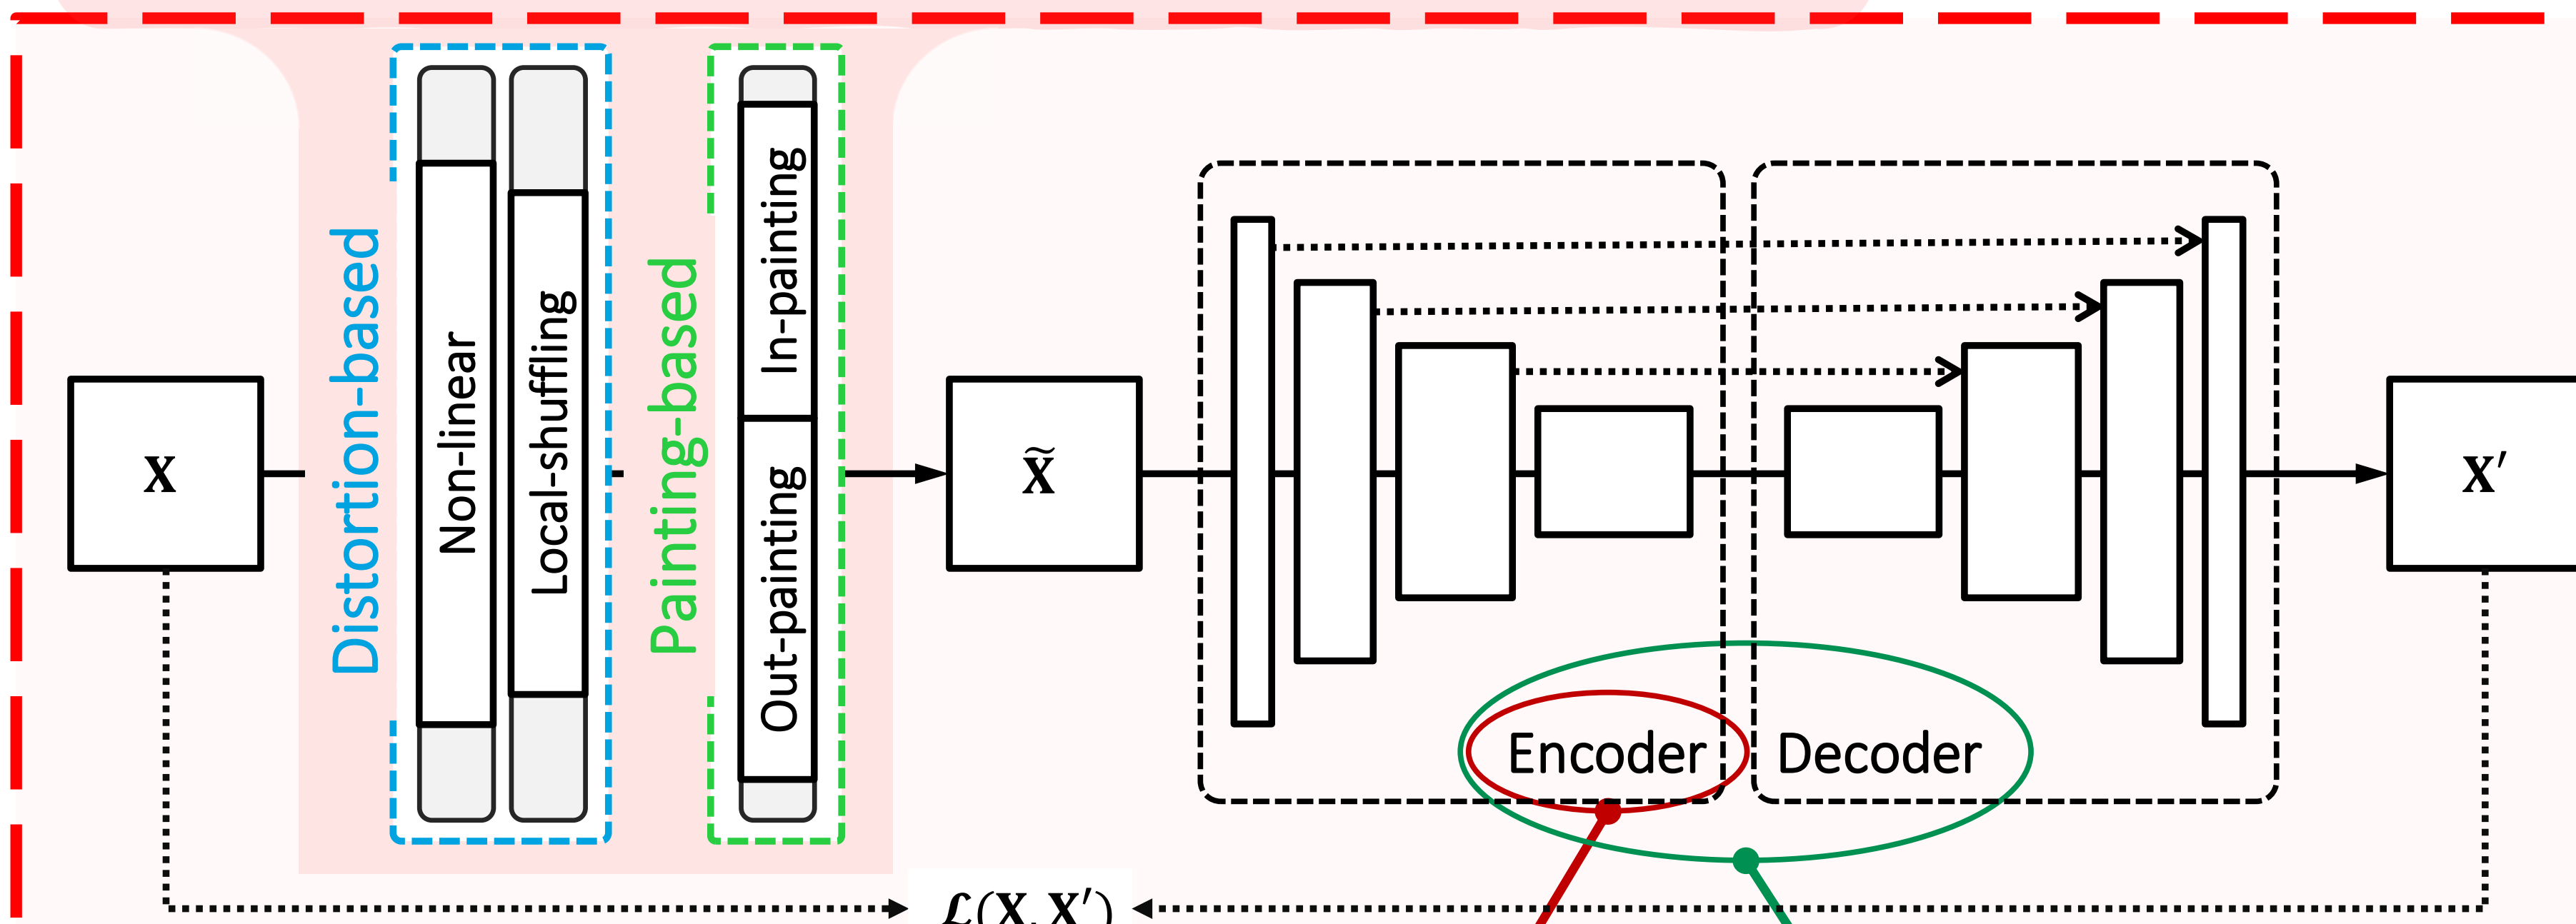 X
Distortion-based
Non-linear
Local-shuffling
Painting-based
In-painting
Out-painting
X̃
Encoder
Decoder
X′
ℒ(X, X′)